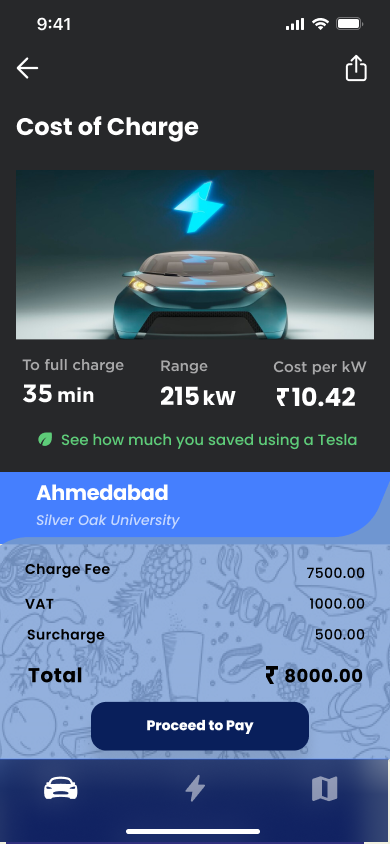 9:41
Cost of Charge
To full charge Range Cost per kW
35 min 215 kW ₹10.42
See how much you saved using a Tesla
Ahmedabad
Silver Oak University
Charge Fee 7500.00
VAT 1000.00
Surcharge 500.00
Total ₹ 8000.00
Proceed to Pay